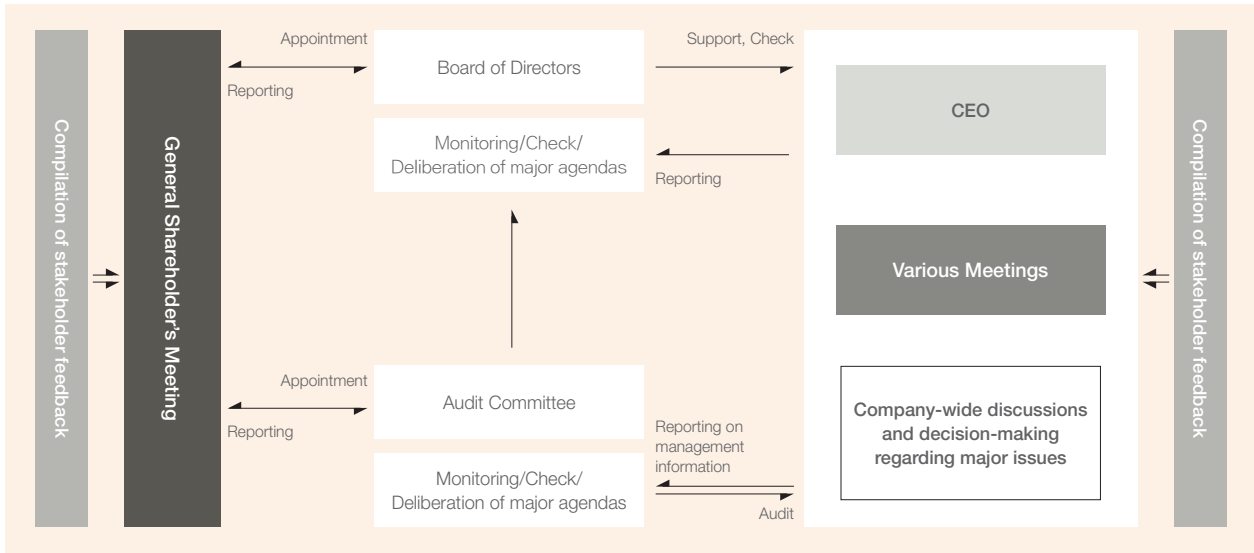 Compilation of stakeholder feedback
General Shareholder's Meeting
Appointment
Reporting
Board of Directors
Monitoring/Check/
Deliberation of major agendas
Support, Check
Reporting
Appointment
Reporting
Audit Committee
Monitoring/Check/
Deliberation of major agendas
Reporting on
management
information
Audit
CEO
Various Meetings
Company-wide discussions
and decision-making
regarding major issues
Compilation of stakeholder feedback